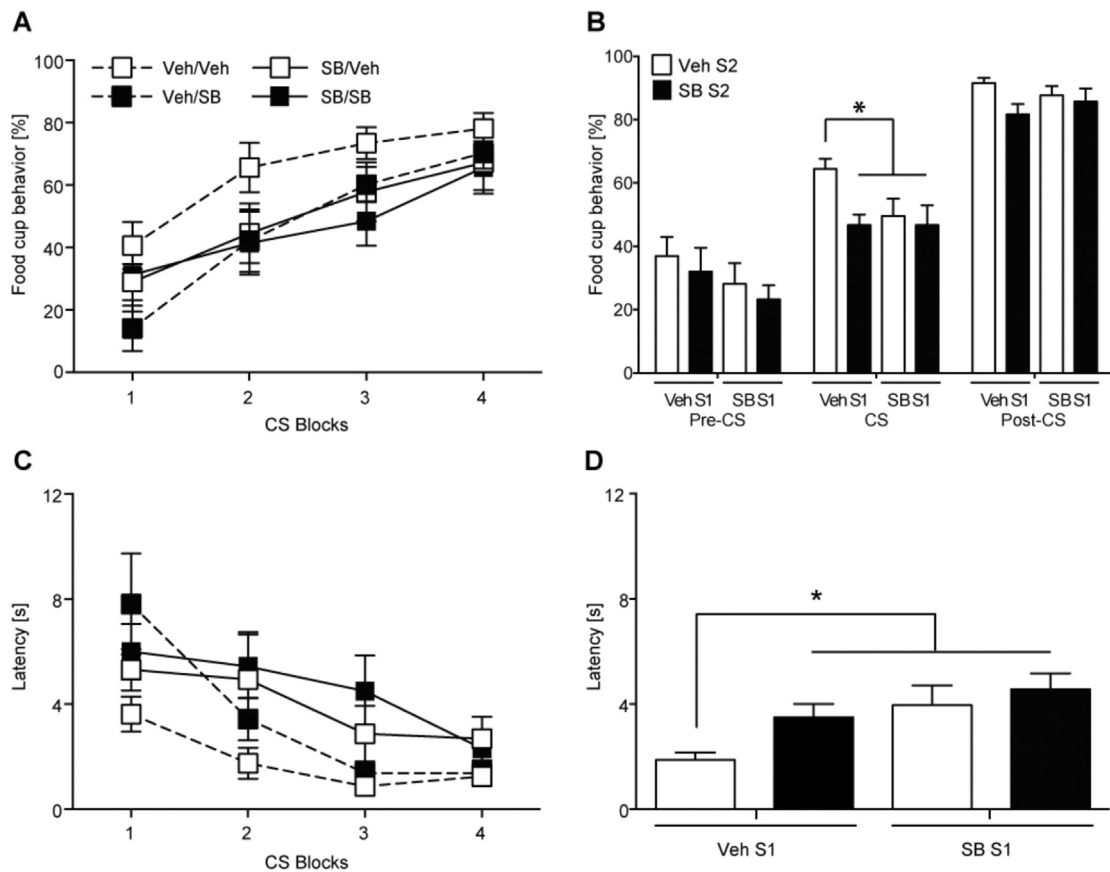 A
Veh/Veh
SB/Veh
Veh/SB
SB/SB
Food cup behavior [%]
100
80
60
40
20
0
1
2
3
4
CS Blocks
B
Veh S2
SB S2
*
Food cup behavior [%]
100
80
60
40
20
0
Veh S1 SB S1 Veh S1 SB S1 Veh S1 SB S1
Pre-CS CS Post-CS
C
Latency [s]
12
8
4
0
1
2
3
4
CS Blocks
D
*
Latency [s]
12
8
4
0
Veh S1 SB S1